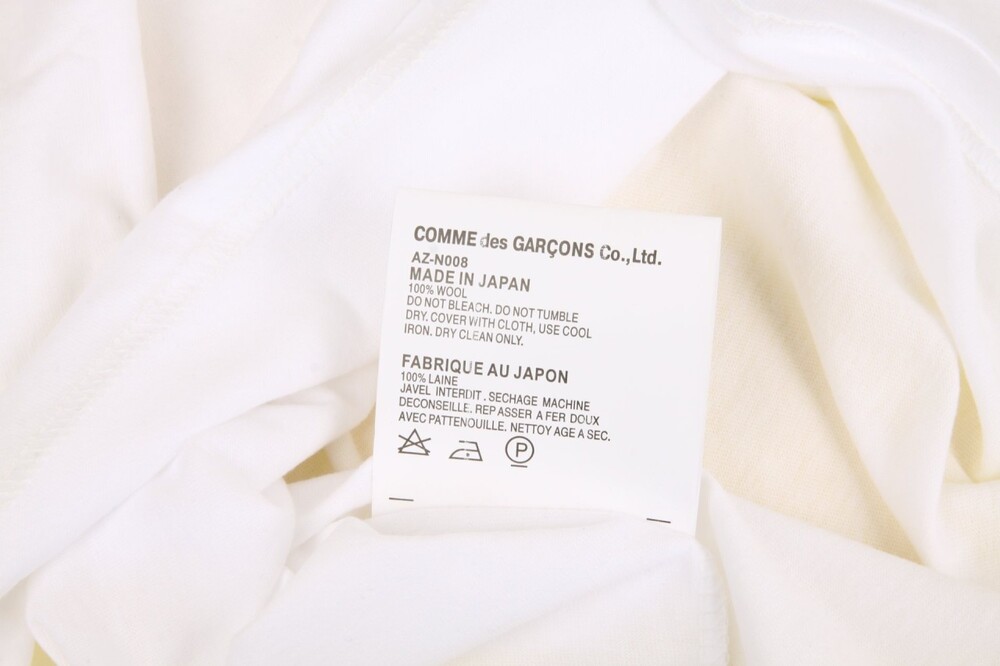 COMME des GARÇONS Co.,Ltd.
AZ-N008
MADE IN JAPAN
100% WOOL
DO NOT BLEACH. DO NOT TUMBLE
DRY. COVER WITH CLOTH, USE COOL
IRON. DRY CLEAN ONLY.
FABRIQUE AU JAPON
100% LAINE
JAVEL INTERDIT . SECHAGE MACHINE
DECONSEILLE. REP ASSER A FER DOUX
AVEC PATTENOUILLE. NETTOY AGE A SEC.
P